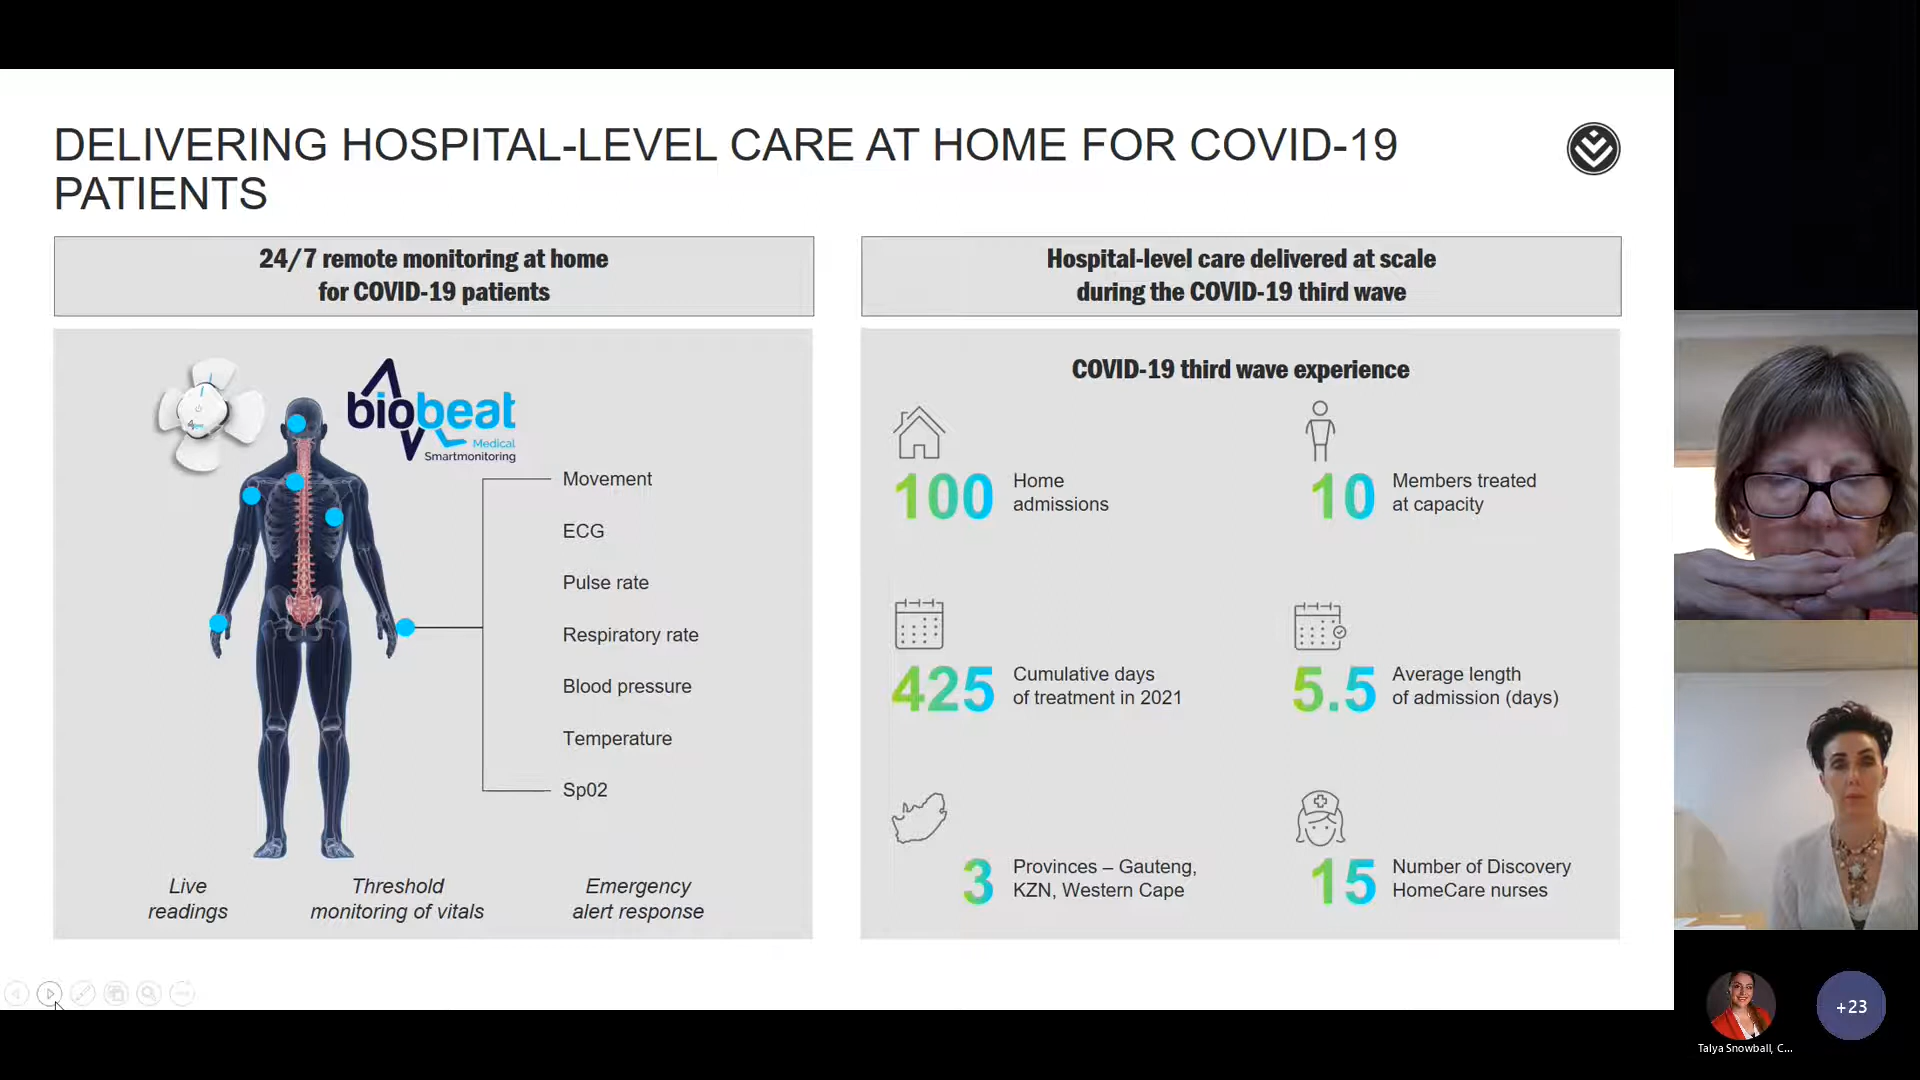 DELIVERING HOSPITAL-LEVEL CARE AT HOME FOR COVID-19
PATIENTS
24/7 remote monitoring at home
for COVID-19 patients
biobeat
Medical
Smartmonitoring
Movement
ECG
Pulse rate
Respiratory rate
Blood pressure
Temperature
Sp02
Live
readings
Threshold
monitoring of vitals
Emergency
alert response
Hospital-level care delivered at scale
during the COVID-19 third wave
COVID-19 third wave experience
100
Home
admissions
10
Members treated
at capacity
425
Cumulative days
of treatment in 2021
5.5
Average length
of admission (days)
3
Provinces – Gauteng,
KZN, Western Cape
15
Number of Discovery
HomeCare nurses
+23
Talya Snowball, C...